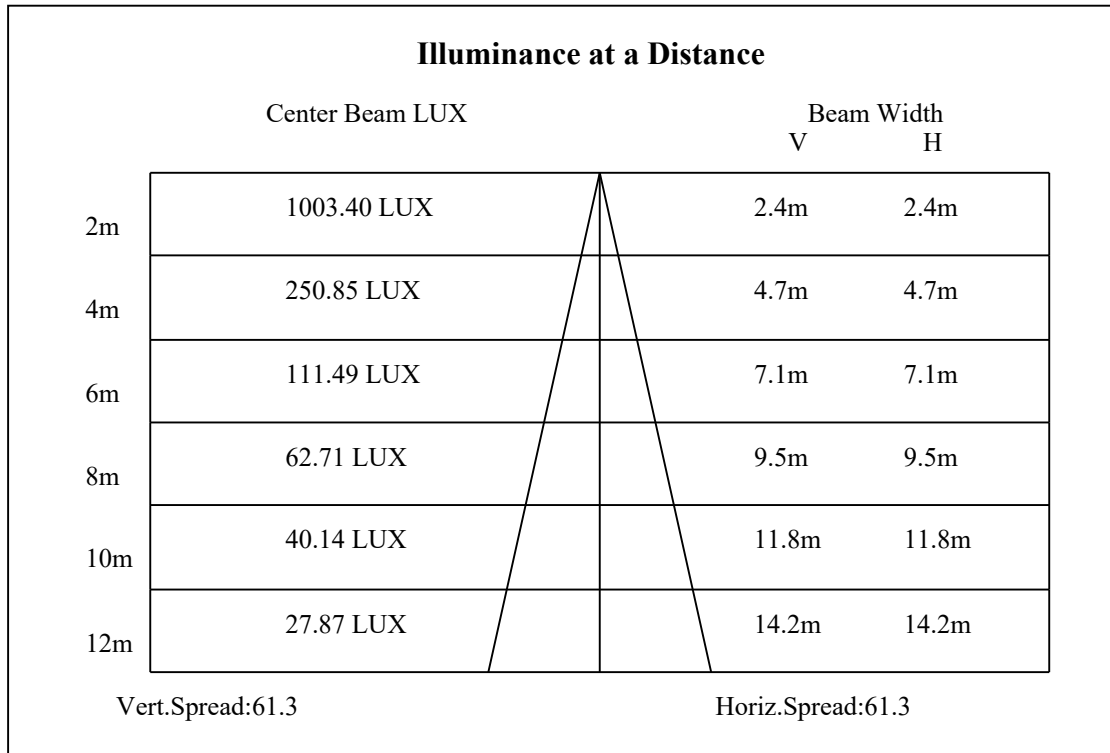 Illuminance at a Distance
Center Beam LUX Beam Width
V H
2m 1003.40 LUX 2.4m 2.4m
4m 250.85 LUX 4.7m 4.7m
6m 111.49 LUX 7.1m 7.1m
8m 62.71 LUX 9.5m 9.5m
10m 40.14 LUX 11.8m 11.8m
12m 27.87 LUX 14.2m 14.2m
Vert.Spread:61.3 Horiz.Spread:61.3